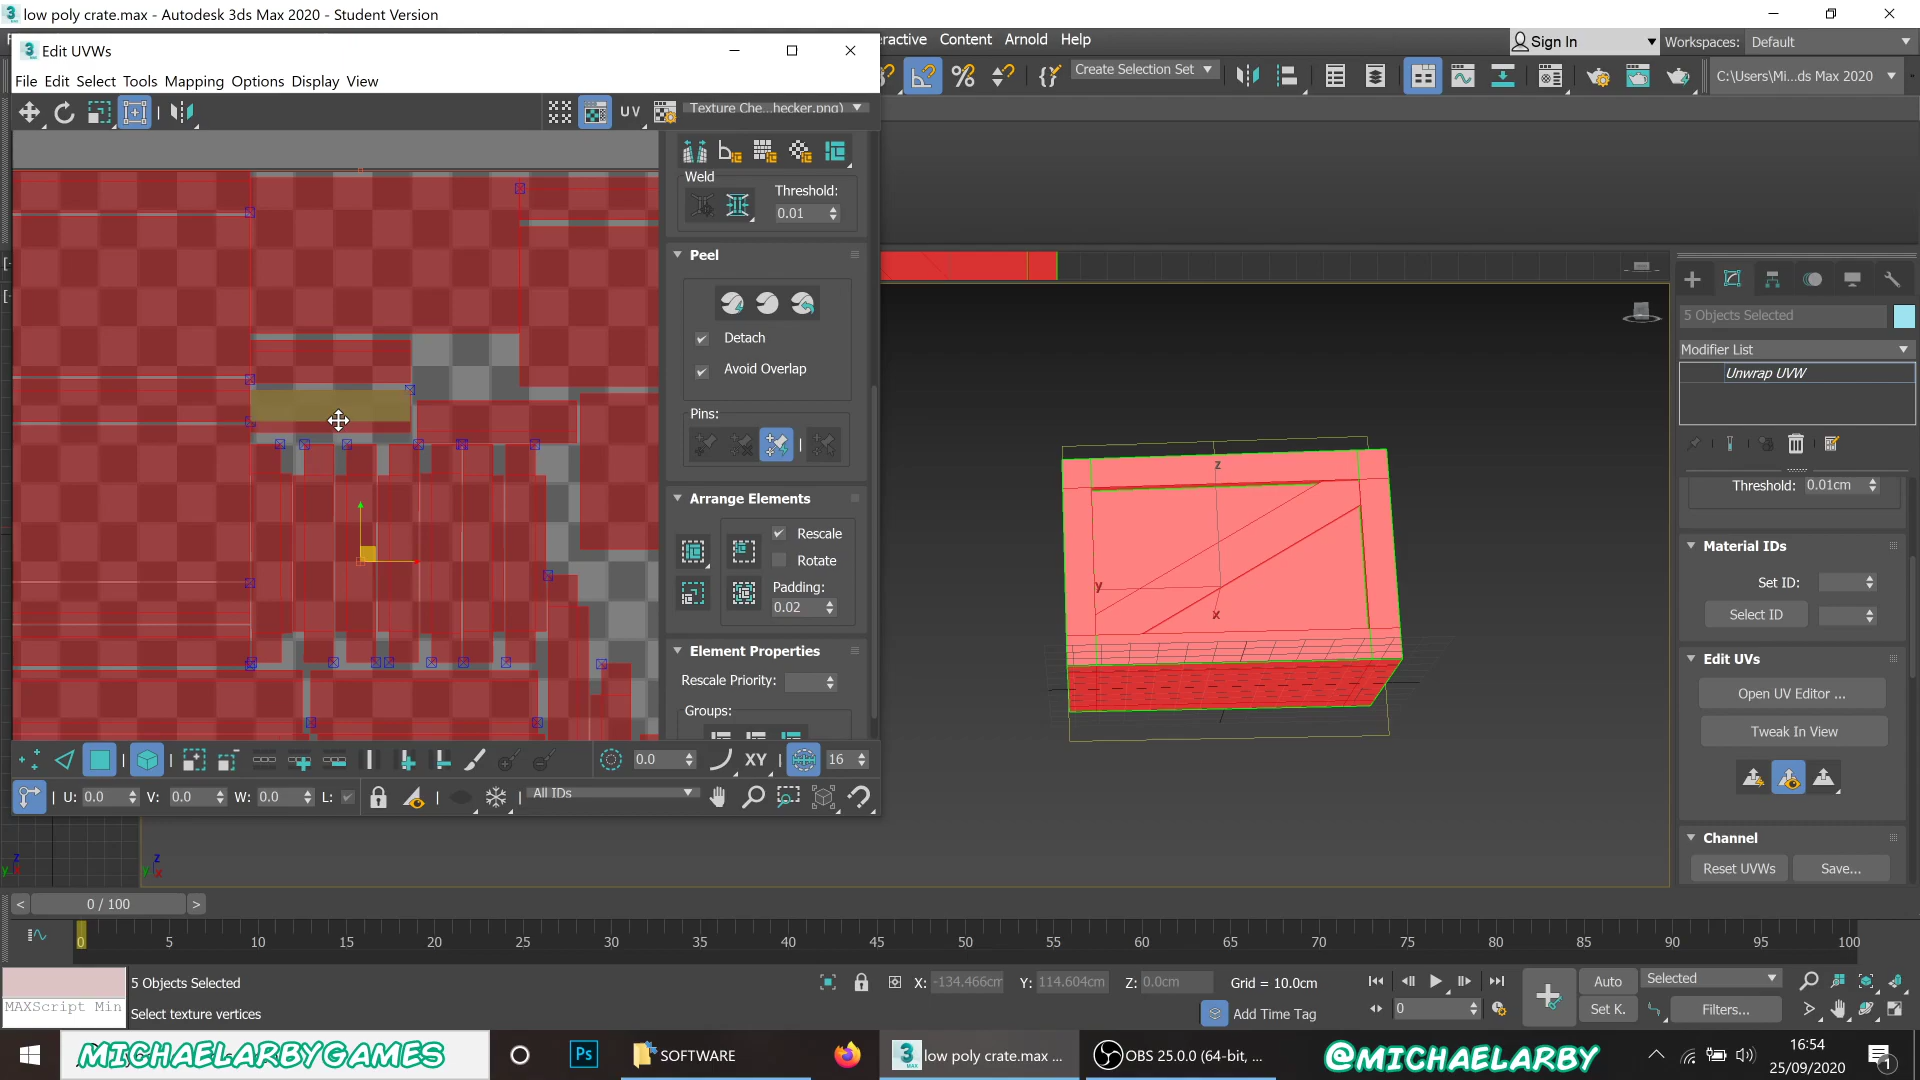 low poly crate.max - Autodesk 3ds Max 2020 - Student Version
Edit UVWs
ractive Content Arnold Help
Sign In
Workspaces: Default
File Edit Select Tools Mapping Options Display View
Create Selection Set
C:\Users\Mi...ds Max 2020
UV
Texture Che...hecker.png)
Weld
Threshold:
0.01
Peel
Detach
Avoid Overlap
Pins:
Arrange Elements
Rescale
Rotate
Padding:
0.02
Element Properties
Rescale Priority:
Groups:
z
y
x
5 Objects Selected
Modifier List
Unwrap UVW
Threshold: 0.01cm
Material IDs
Set ID:
Select ID
Edit UVs
Open UV Editor ...
Tweak In View
Channel
Reset UVWs Save...
0.0 XY 16
U: 0.0 V: 0.0 W: 0.0 L: All IDs
z
y x
z
y x
< 0 / 100 >
0 5 10 15 20 25 30 35 40 45 50 55 60 65 70 75 80 85 90 95 100
5 Objects Selected
X: -134.466cm Y: 114.604cm Z: 0.0cm Grid = 10.0cm
Auto Selected
MAXScript Min
Select texture vertices
Add Time Tag
0
Set K. Filters...
MICHAELARBYGAMES
Ps
SOFTWARE
3 MAX low poly crate.max ...
OBS 25.0.0 (64-bit, ...
@MICHAELARBY
16:54
25/09/2020
1